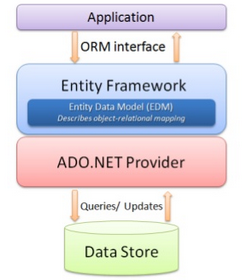 Application
ORM interface
Entity Framework
Entity Data Model (EDM)
Describes object-relational mapping
ADO.NET Provider
Queries/ Updates
Data Store